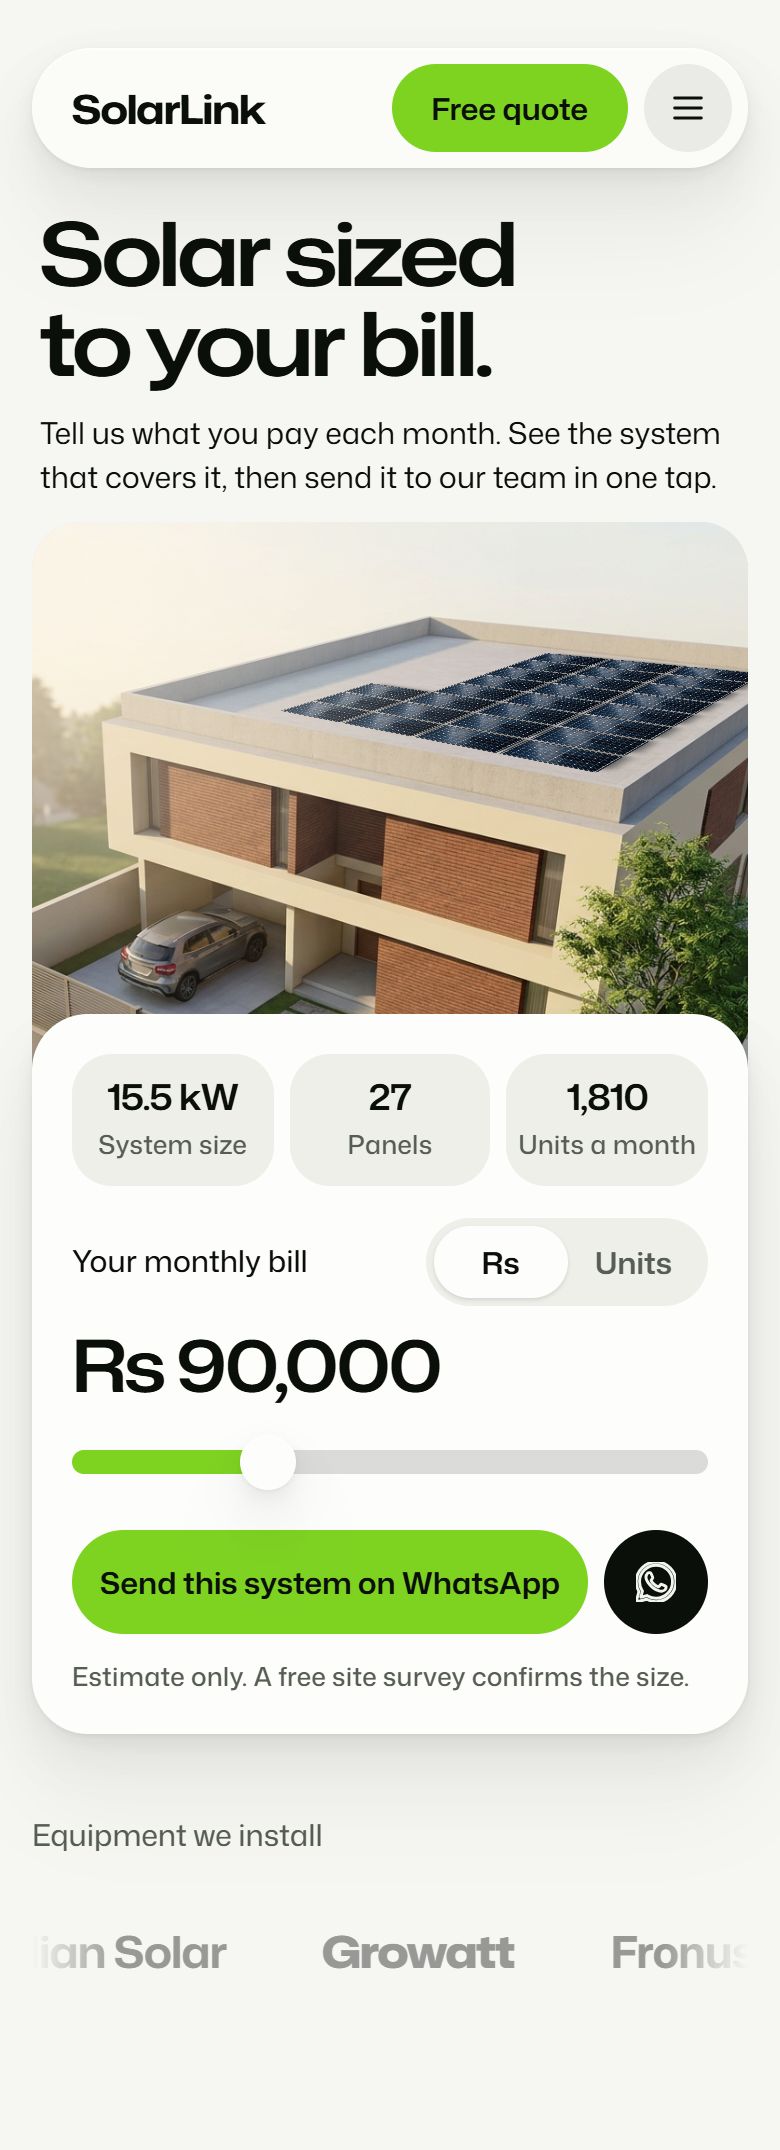 SolarLink
Free quote
Solar sized
to your bill.
Tell us what you pay each month. See the system
that covers it, then send it to our team in one tap.
15.5 kW
System size
27
Panels
1,810
Units a month
Your monthly bill
Rs
Units
Rs 90,000
Send this system on WhatsApp
Estimate only. A free site survey confirms the size.
Equipment we install
ian Solar
Growatt
Fronus